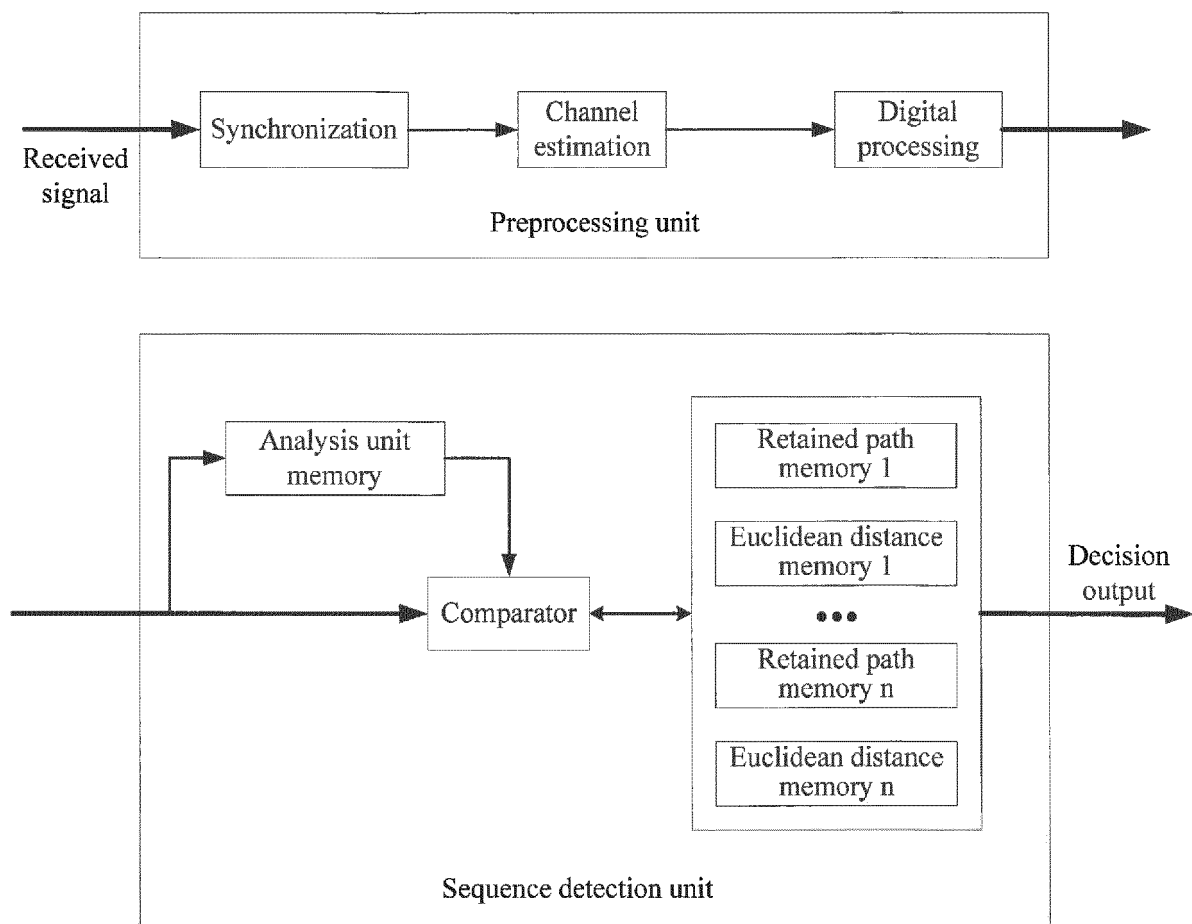 Synchronization
Channel
estimation
Digital
processing
Received
signal
Preprocessing unit
Analysis unit
memory
Comparator
Retained path
memory 1
Euclidean distance
memory 1
•••
Retained path
memory n
Euclidean distance
memory n
Decision
output
Sequence detection unit